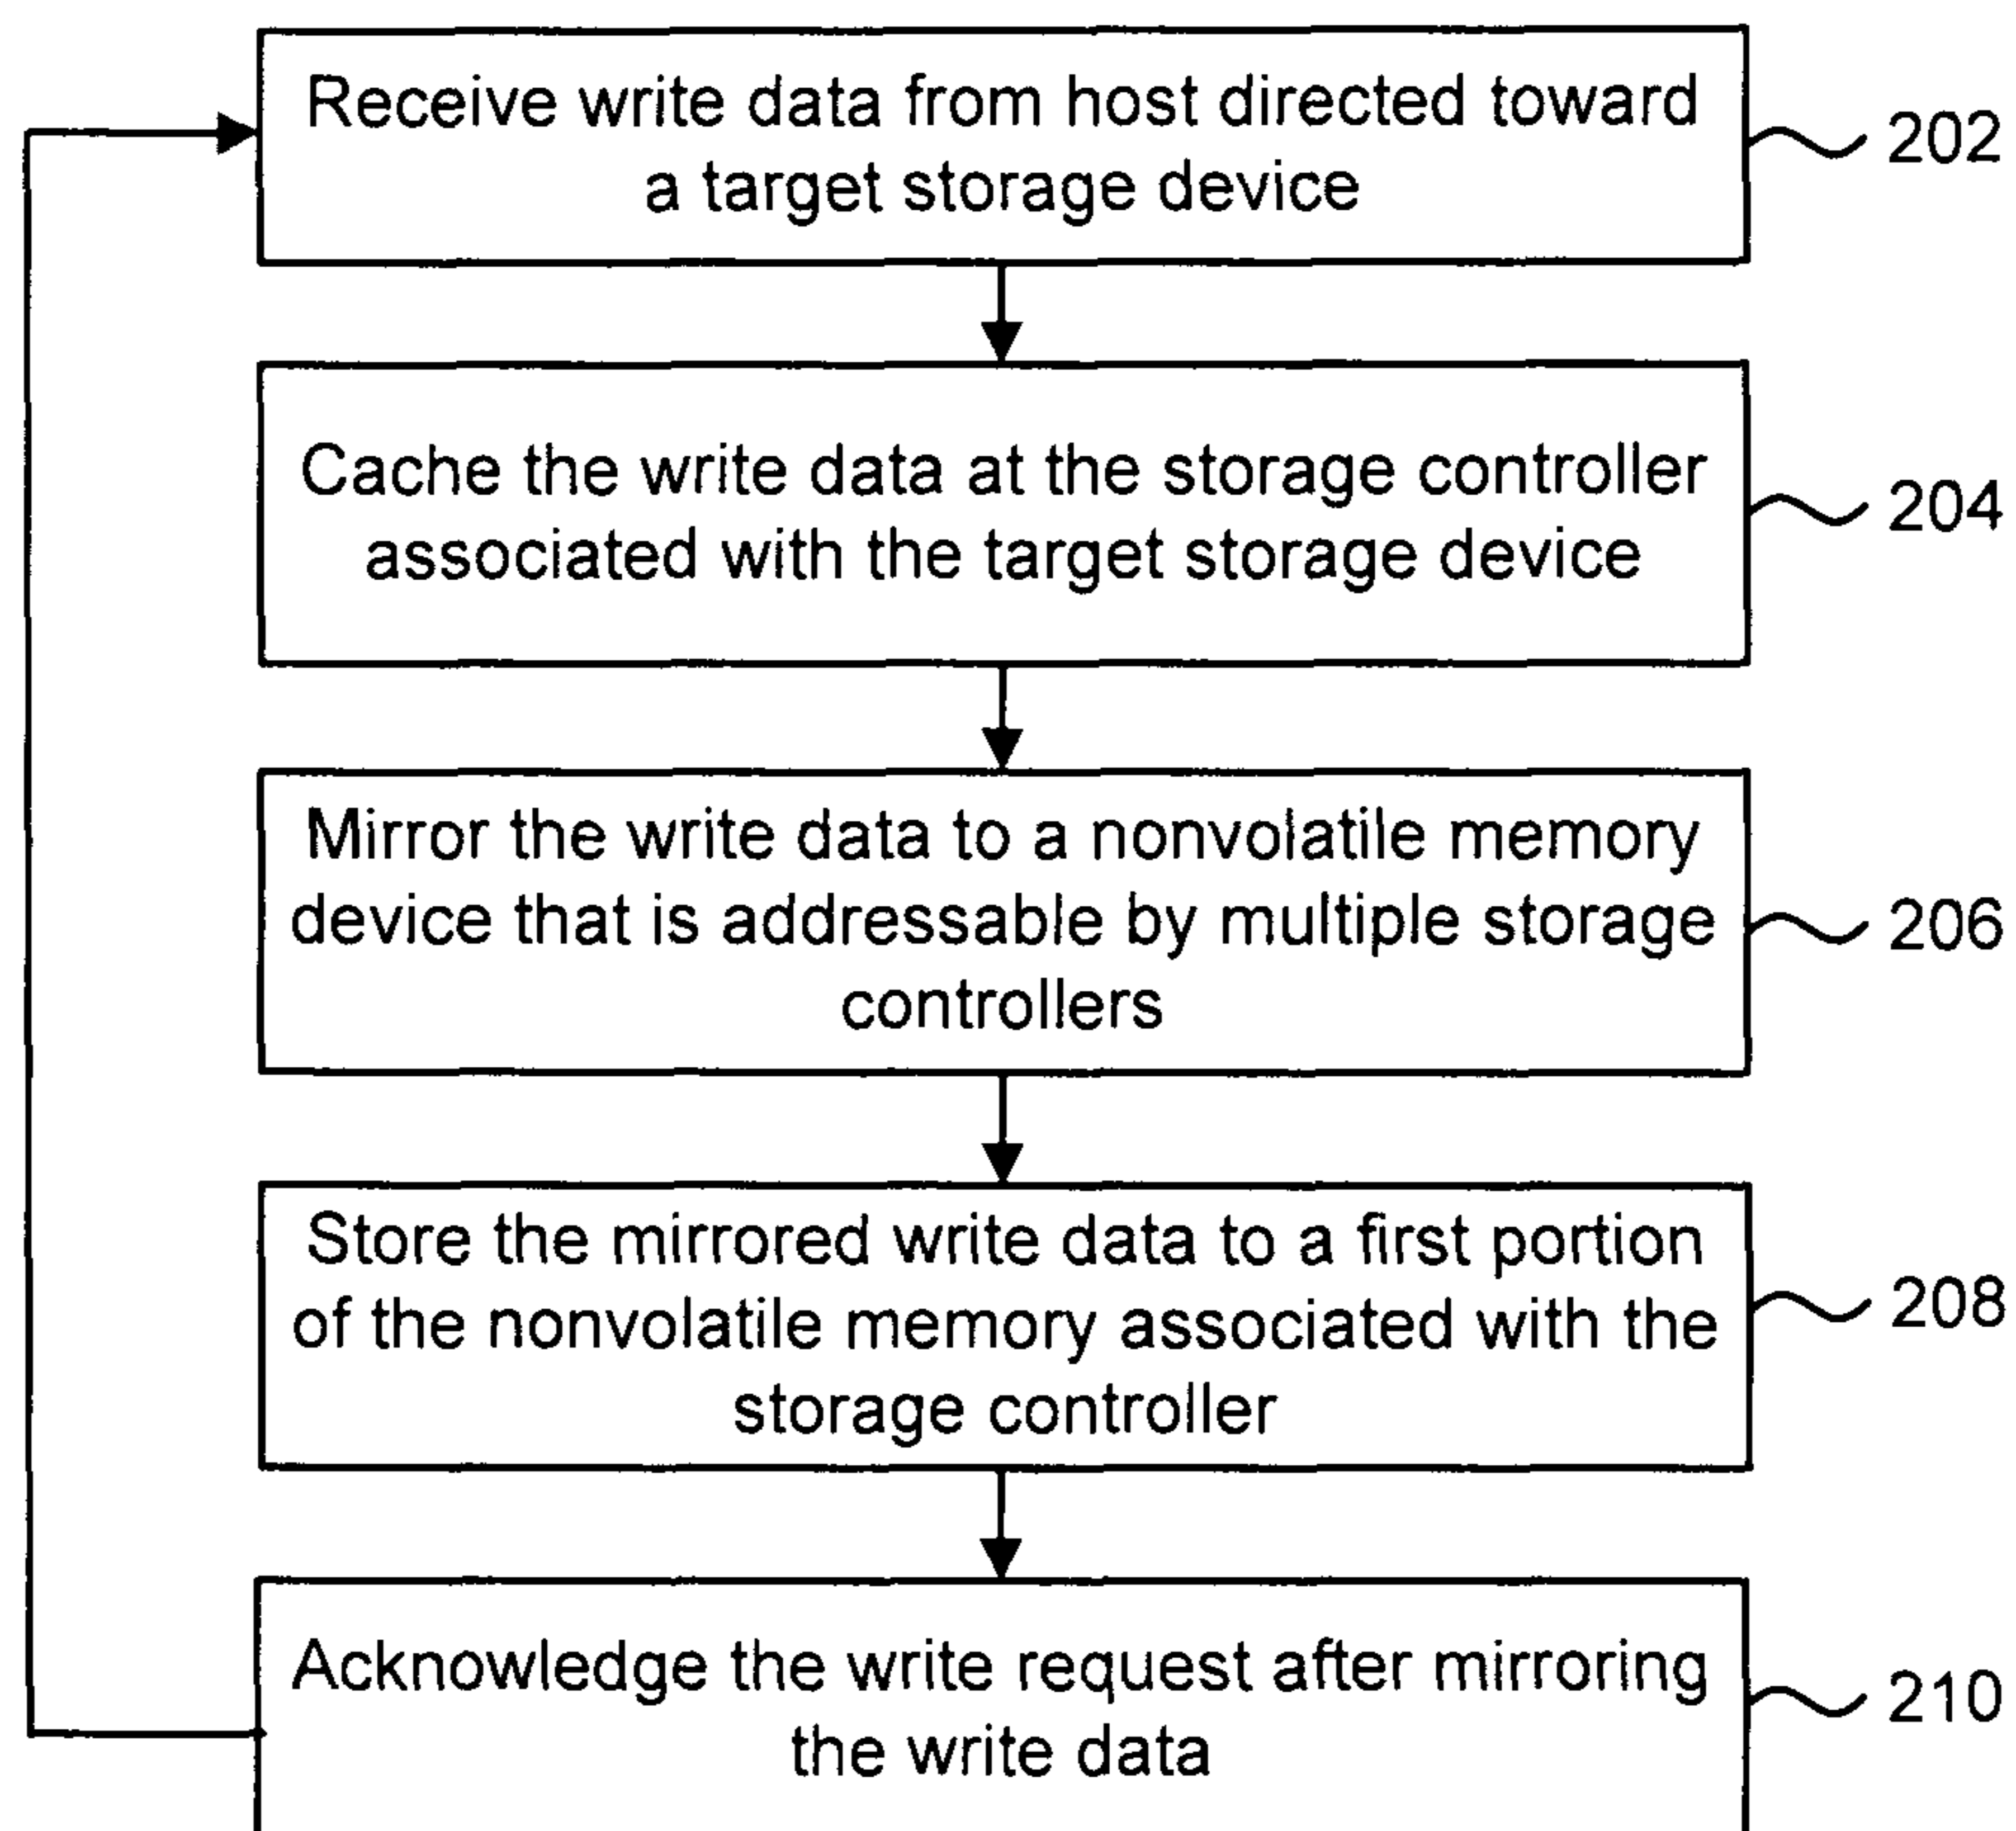 Receive write data from host directed toward
a target storage device
202
Cache the write data at the storage controller
associated with the target storage device
204
Mirror the write data to a nonvolatile memory
device that is addressable by multiple storage
controllers
206
Store the mirrored write data to a first portion
of the nonvolatile memory associated with the
storage controller
208
Acknowledge the write request after mirroring
the write data
210